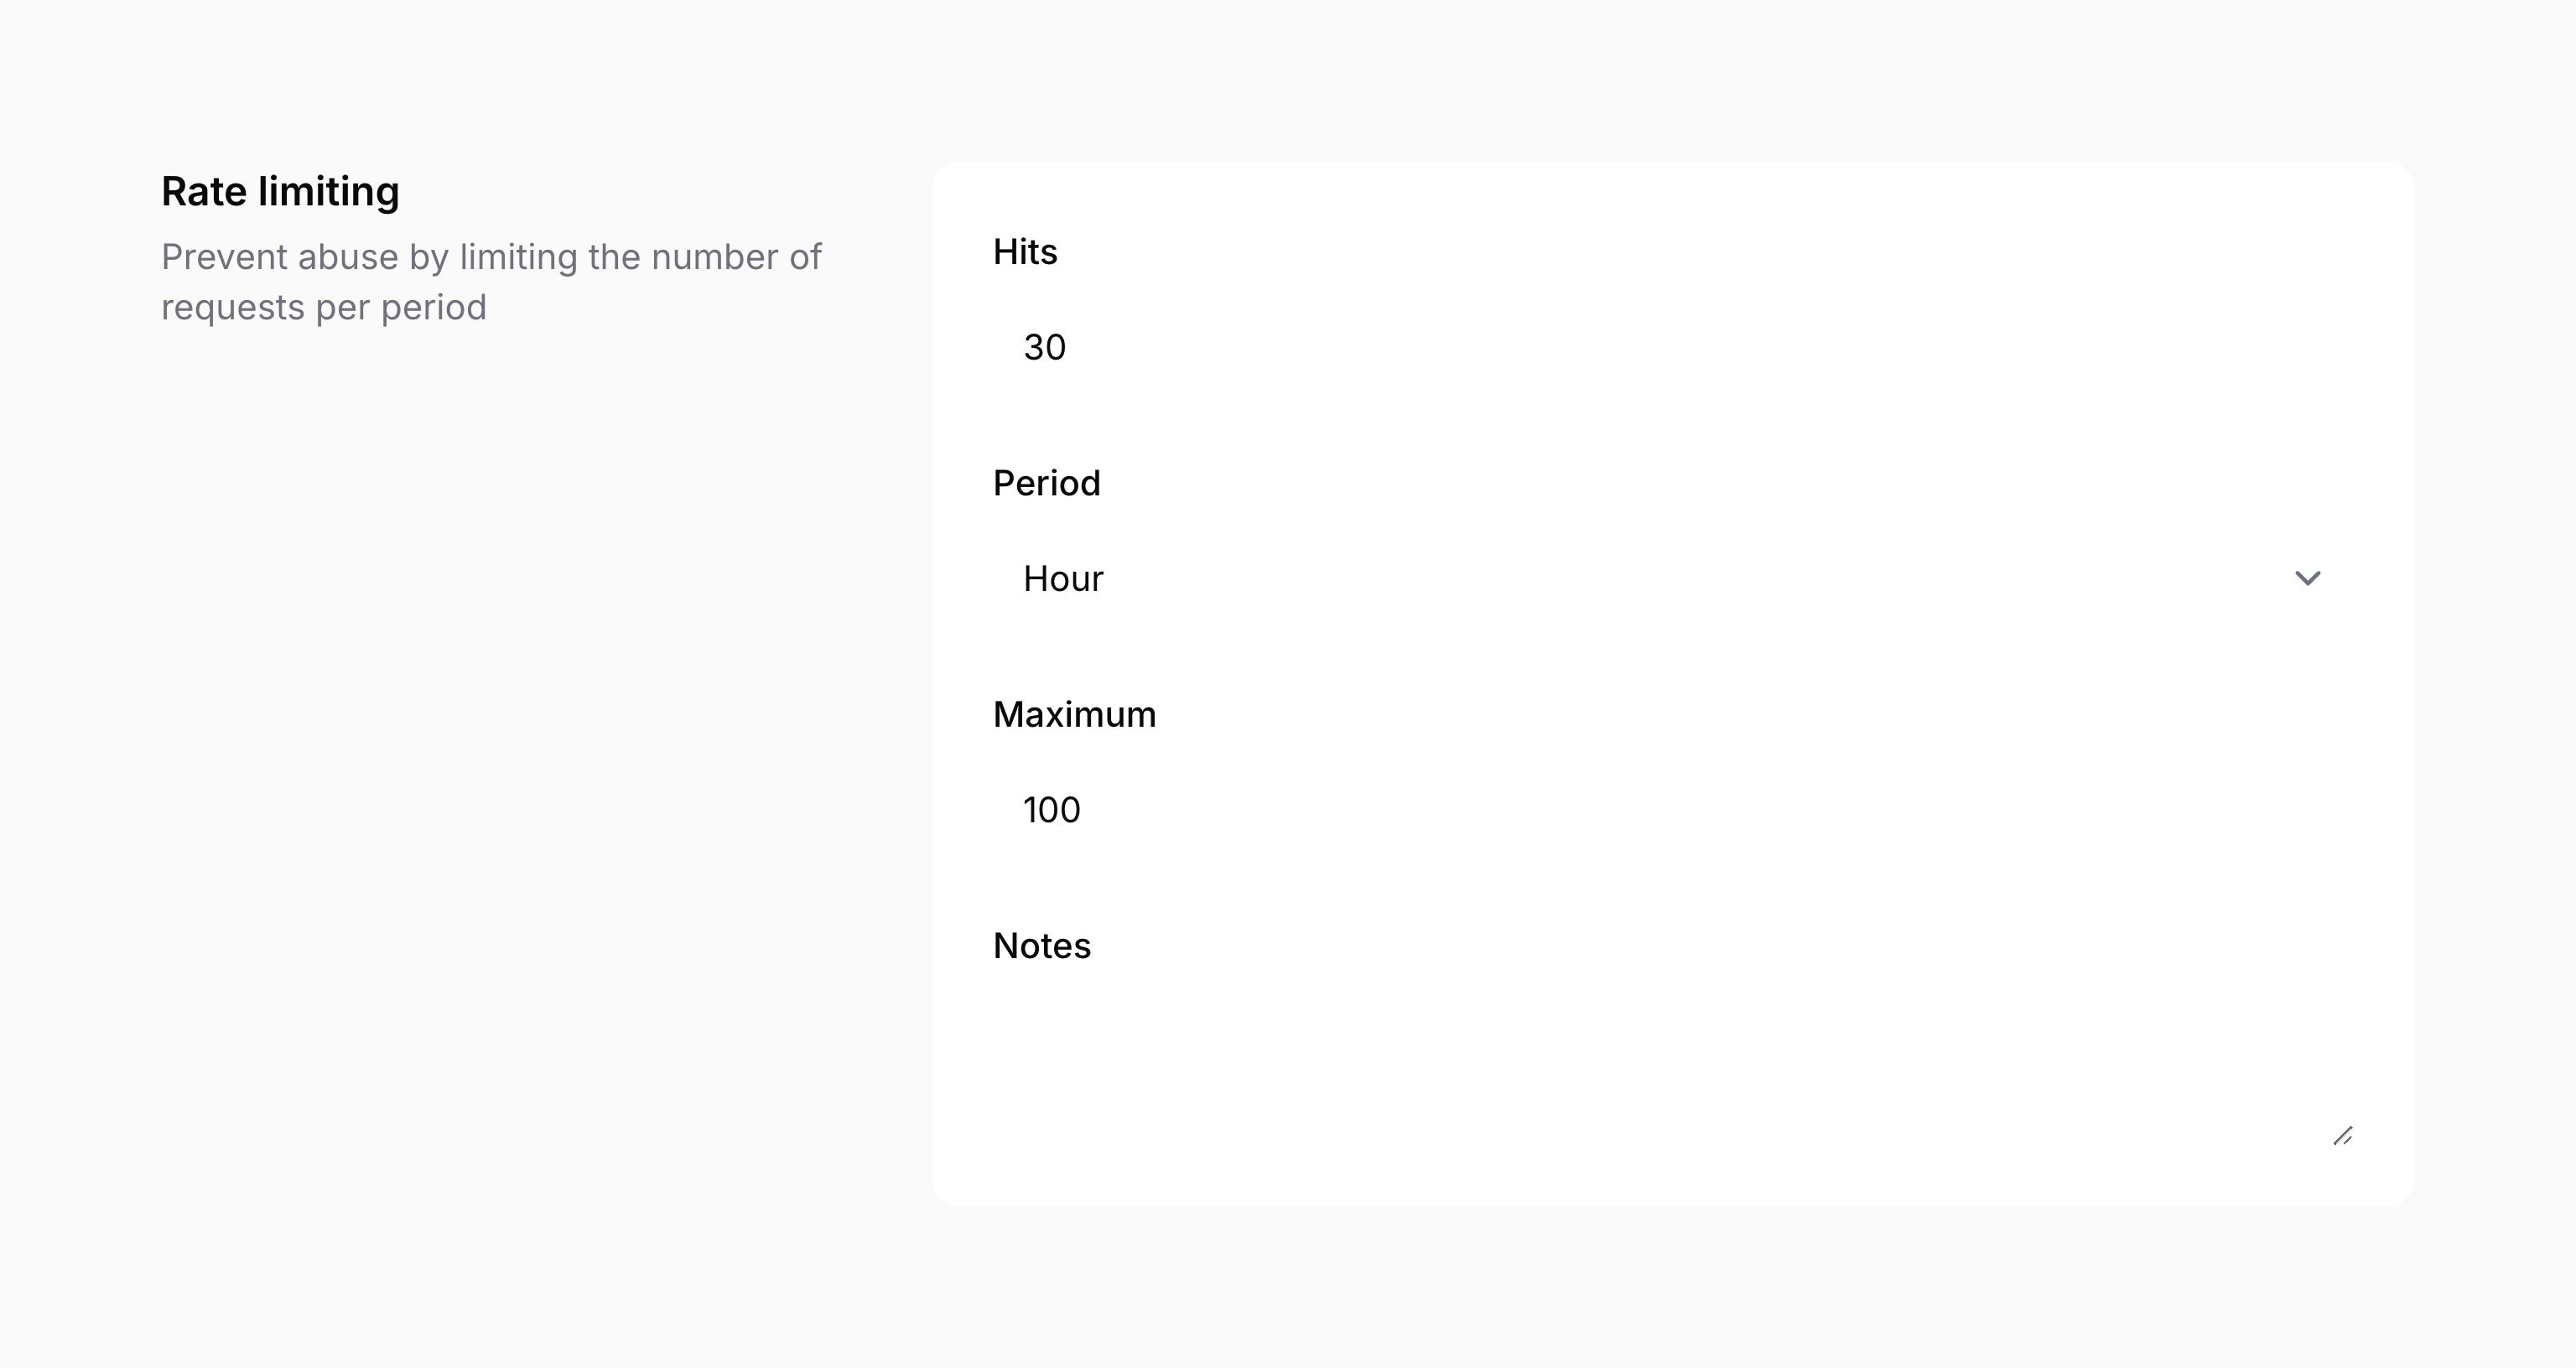 Rate limiting
Prevent abuse by limiting the number of
requests per period
Hits
30
Period
Hour
Maximum
100
Notes